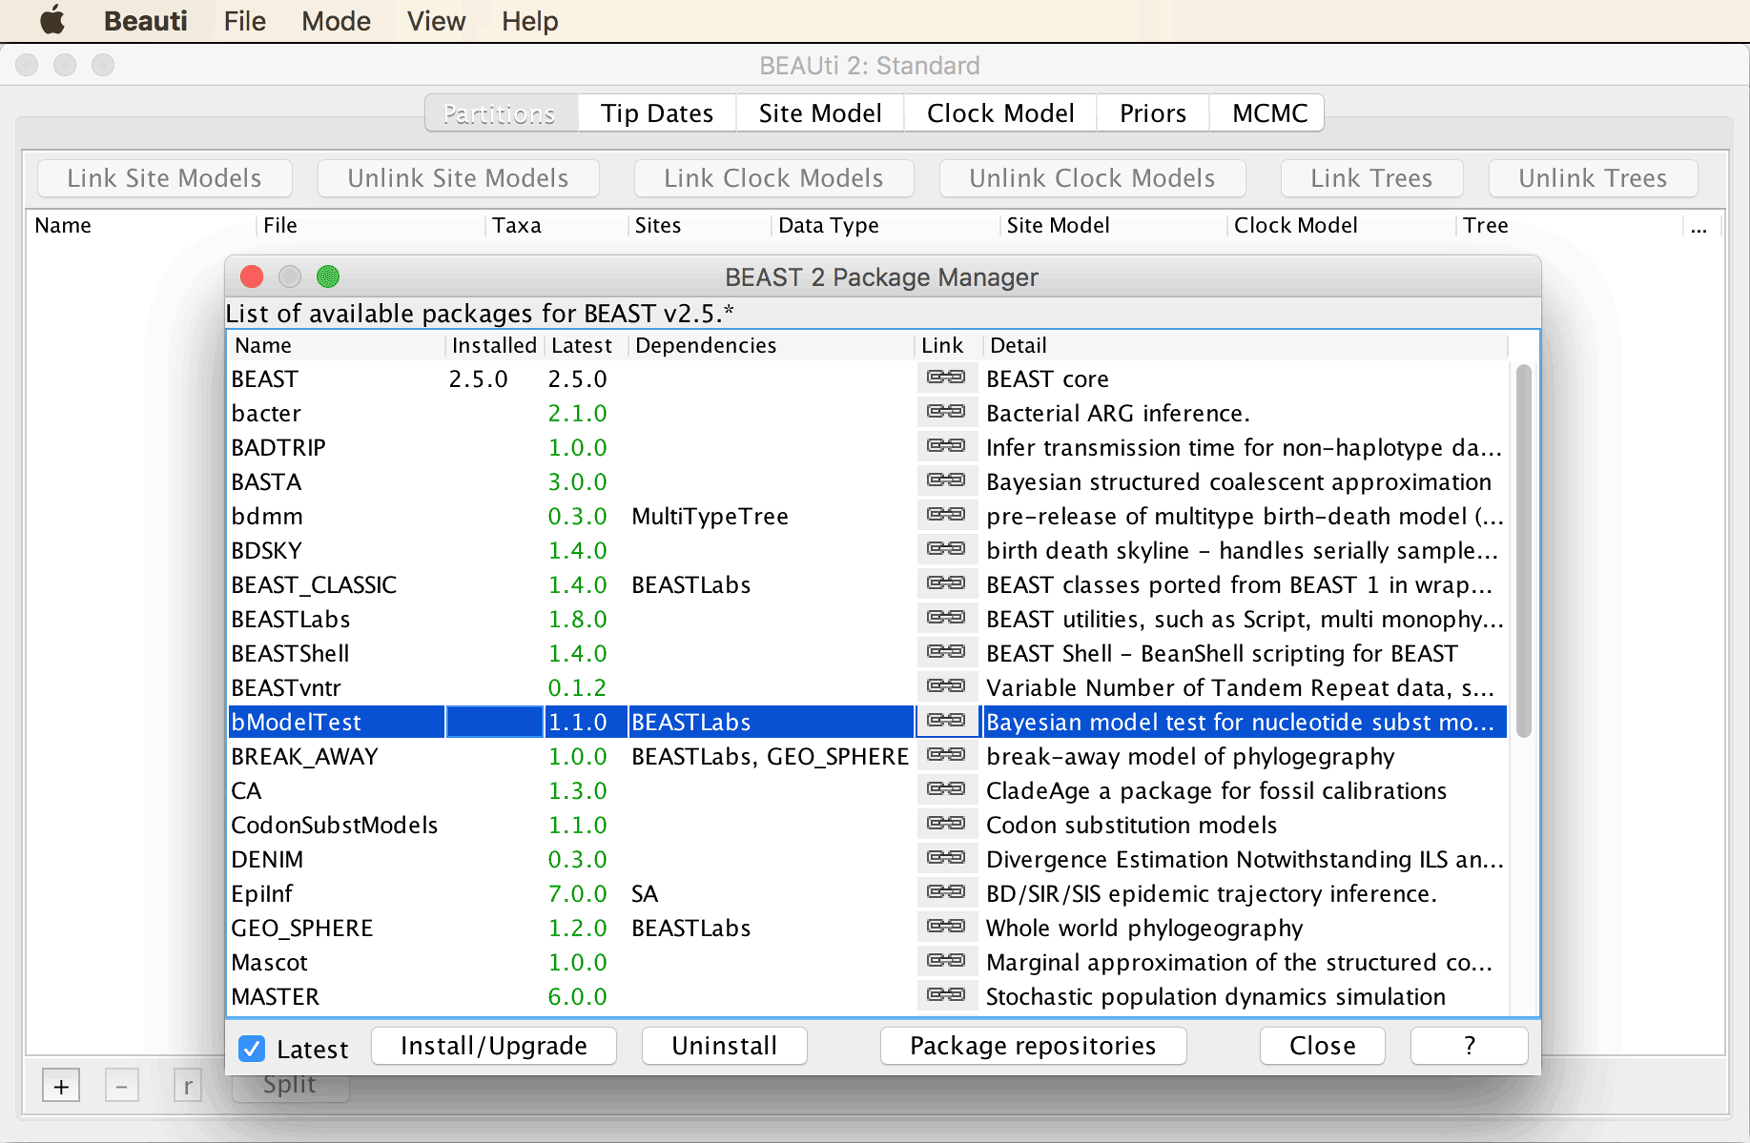 Beauti File Mode View Help
BEAUti 2: Standard
Partitions Tip Dates Site Model Clock Model Priors MCMC
Link Site Models Unlink Site Models Link Clock Models Unlink Clock Models Link Trees Unlink Trees
Name File Taxa Sites Data Type Site Model Clock Model Tree ...
BEAST 2 Package Manager
List of available packages for BEAST v2.5.*
Name Installed Latest Dependencies Link Detail
BEAST 2.5.0 2.5.0 BEAST core
bacter 2.1.0 Bacterial ARG inference.
BADTRIP 1.0.0 Infer transmission time for non-haplotype da...
BASTA 3.0.0 Bayesian structured coalescent approximation
bdmm 0.3.0 MultiTypeTree pre-release of multitype birth-death model (...
BDSKY 1.4.0 birth death skyline - handles serially sample...
BEAST_CLASSIC 1.4.0 BEASTLabs BEAST classes ported from BEAST 1 in wrap...
BEASTLabs 1.8.0 BEAST utilities, such as Script, multi monophy...
BEASTShell 1.4.0 BEAST Shell - BeanShell scripting for BEAST
BEASTvntr 0.1.2 Variable Number of Tandem Repeat data, s...
bModelTest 1.1.0 BEASTLabs Bayesian model test for nucleotide subst mo...
BREAK_AWAY 1.0.0 BEASTLabs, GEO_SPHERE break-away model of phylogegraphy
CA 1.3.0 CladeAge a package for fossil calibrations
CodonSubstModels 1.1.0 Codon substitution models
DENIM 0.3.0 Divergence Estimation Notwithstanding ILS an...
EpiInf 7.0.0 SA BD/SIR/SIS epidemic trajectory inference.
GEO_SPHERE 1.2.0 BEASTLabs Whole world phylogeography
Mascot 1.0.0 Marginal approximation of the structured co...
MASTER 6.0.0 Stochastic population dynamics simulation
Latest Install/Upgrade Uninstall Package repositories Close ?
+ - r Split